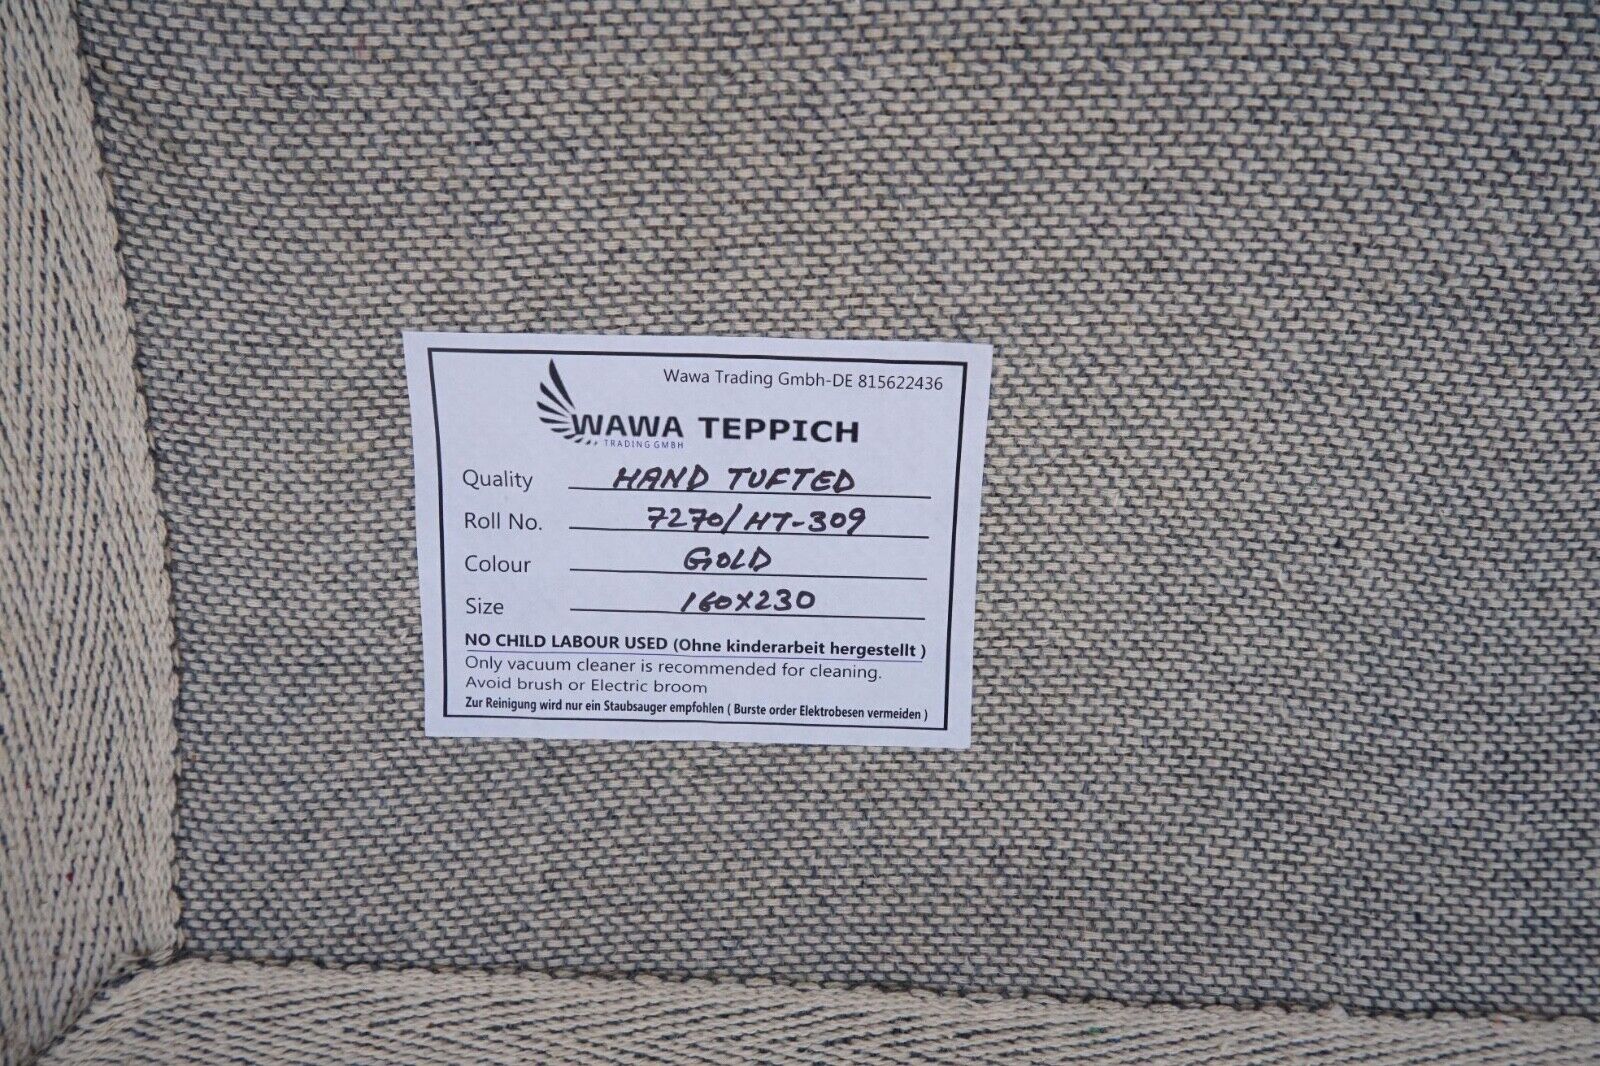 Wawa Trading Gmbh-DE 815622436
WAWA TEPPICH
TRADING GMBH
Quality HAND TUFTED
Roll No. 7270/HT-309
Colour GOLD
Size 160X230
NO CHILD LABOUR USED (Ohne kinderarbeit hergestellt )
Only vacuum cleaner is recommended for cleaning.
Avoid brush or Electric broom
Zur Reinigung wird nur ein Staubsauger empfohlen ( Burste order Elektrobesen vermeiden )